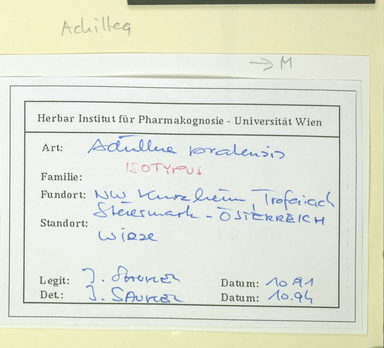 Achillea
→ M
Herbar Institut für Pharmakognosie - Universität Wien
Art: Achillea pratensis
ISOTYPUS
Familie:
Fundort: NW Kurzheim, Trofaiach
Steiermark - ÖSTERREICH
Standort: Wiese
Legit: J. SAUKEL Datum: 10.91
Det.: J. SAUKEL Datum: 10.94